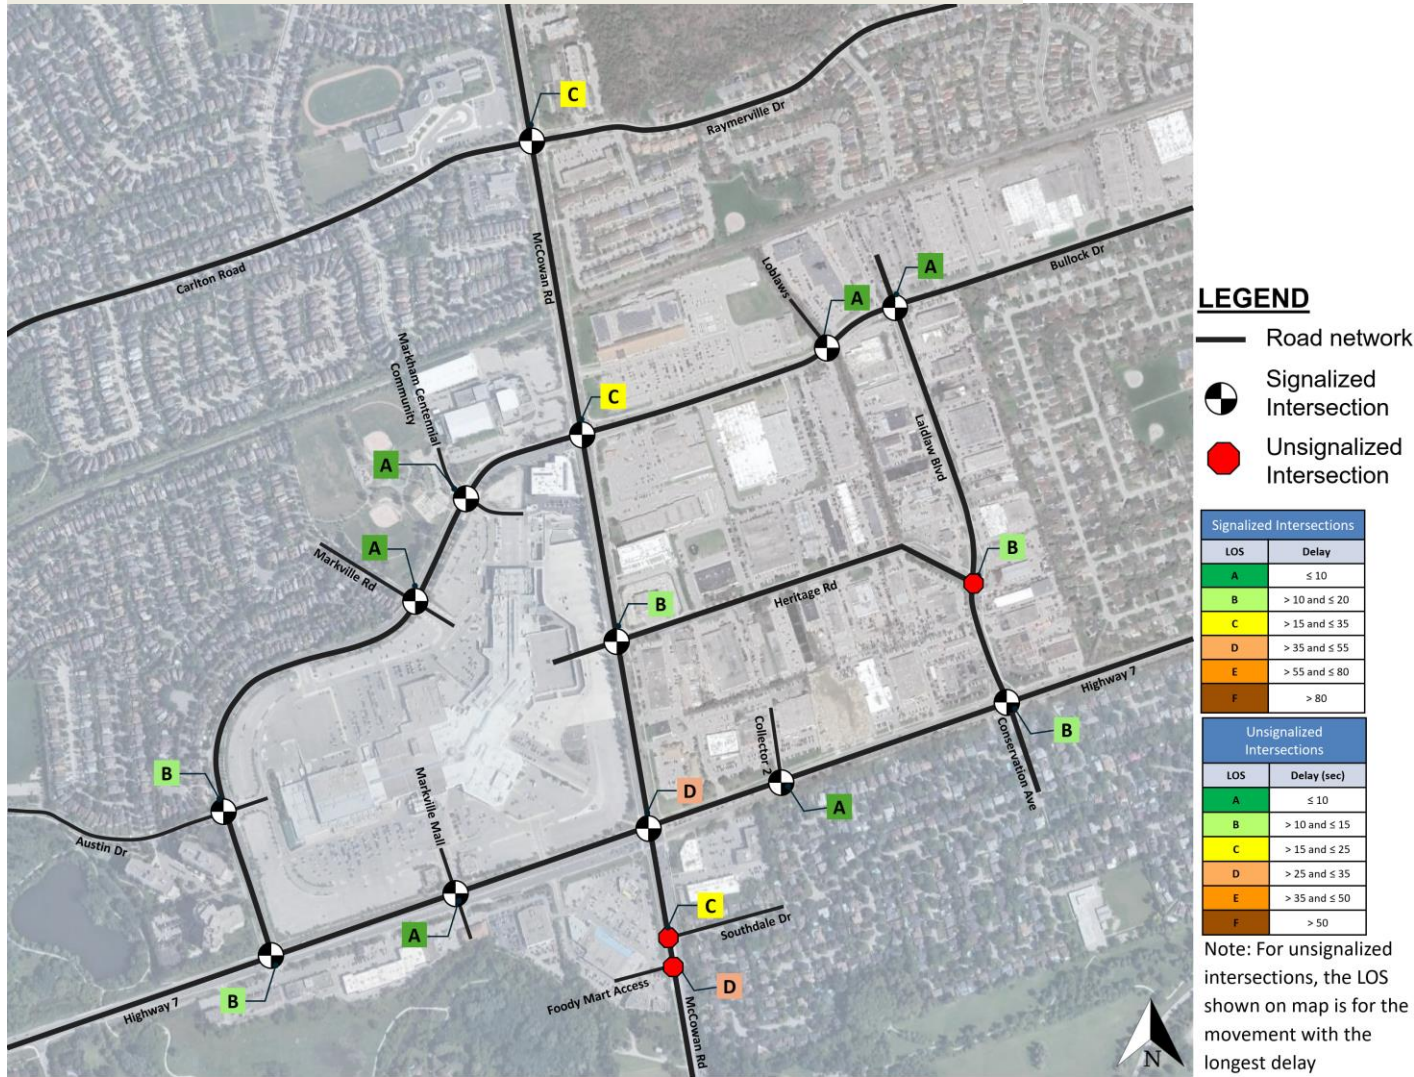 C
Raymerville Dr
McCowan Rd
Carlton Road
Bullock Dr
Loblaws
A
A
Markham Centennial
Community
C
A
A
Markville Rd
Laidlaw Blvd
B
Heritage Rd
B
Highway 7
Conservation Ave
B
Collector 2
A
D
B
Austin Dr
Markville Mall
A
C
Southdale Dr
Foody Mart Access
D
McCowan Rd
B
Highway 7
N
LEGEND
Road network
Signalized
Intersection
Unsignalized
Intersection
Signalized Intersections
LOS Delay
A ≤ 10
B > 10 and ≤ 20
C > 15 and ≤ 35
D > 35 and ≤ 55
E > 55 and ≤ 80
F > 80
Unsignalized
Intersections
LOS Delay (sec)
A ≤ 10
B > 10 and ≤ 15
C > 15 and ≤ 25
D > 25 and ≤ 35
E > 35 and ≤ 50
F > 50
Note: For unsignalized
intersections, the LOS
shown on map is for the
movement with the
longest delay